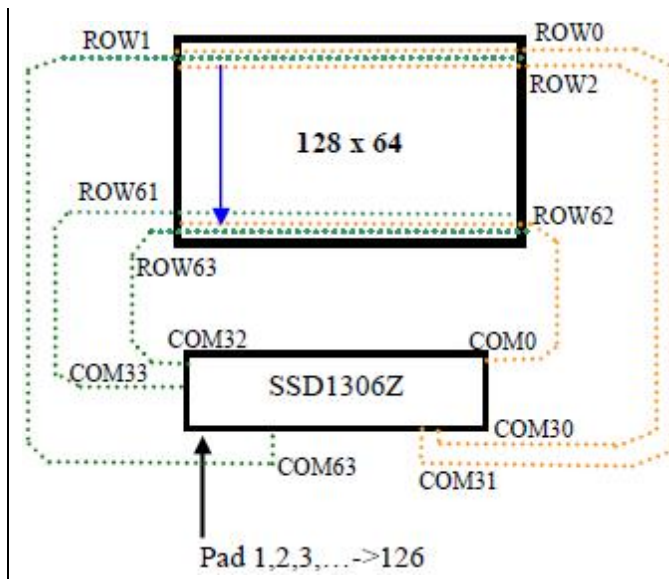 ROW1
ROW0
ROW2
128 x 64
ROW61
ROW62
ROW63
COM32
COM0
COM33
SSD1306Z
COM30
COM63
COM31
Pad 1,2,3,…->126